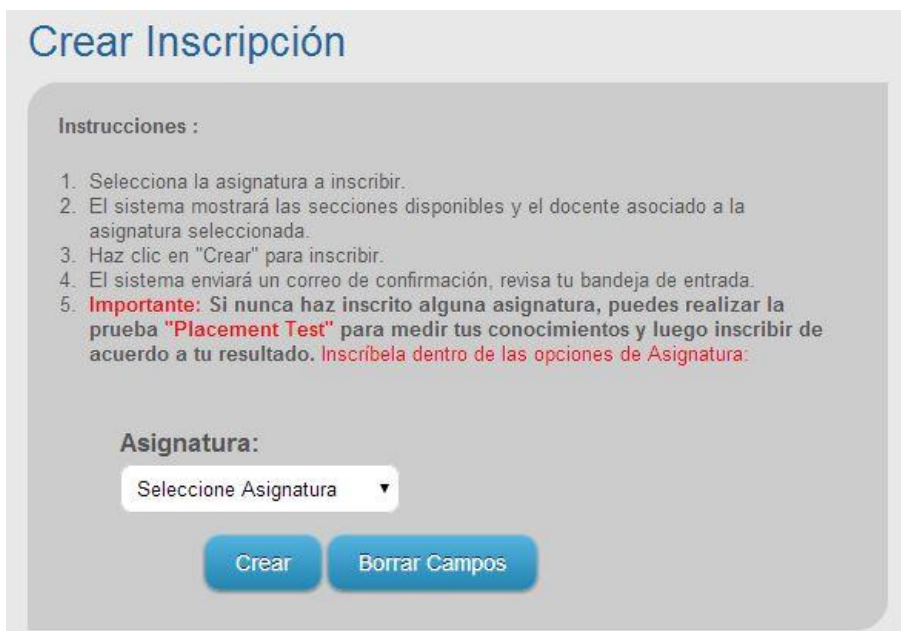 Crear Inscripción
Instrucciones :
1. Selecciona la asignatura a inscribir.
2. El sistema mostrará las secciones disponibles y el docente asociado a la
asignatura seleccionada.
3. Haz clic en "Crear" para inscribir.
4. El sistema enviará un correo de confirmación, revisa tu bandeja de entrada.
5. Importante: Si nunca haz inscrito alguna asignatura, puedes realizar la
prueba "Placement Test" para medir tus conocimientos y luego inscribir de
acuerdo a tu resultado. Inscríbela dentro de las opciones de Asignatura:
Asignatura:
Seleccione Asignatura
Crear Borrar Campos